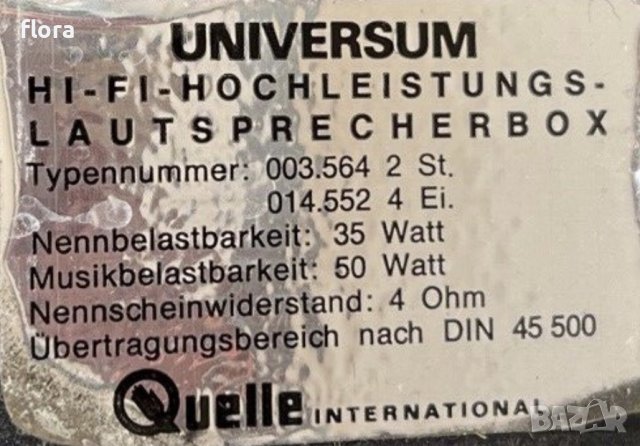 flora
UNIVERSUM
HI-FI-HOCHLEISTUNGS-
LAUTSPRECHERBOX
Typennummer: 003.564 2 St.
014.552 4 Ei.
Nennbelastbarkeit: 35 Watt
Musikbelastbarkeit: 50 Watt
Nennscheinwiderstand: 4 Ohm
Übertragungsbereich nach DIN 45 500
Quelle INTERNATIONAL
BAZAR